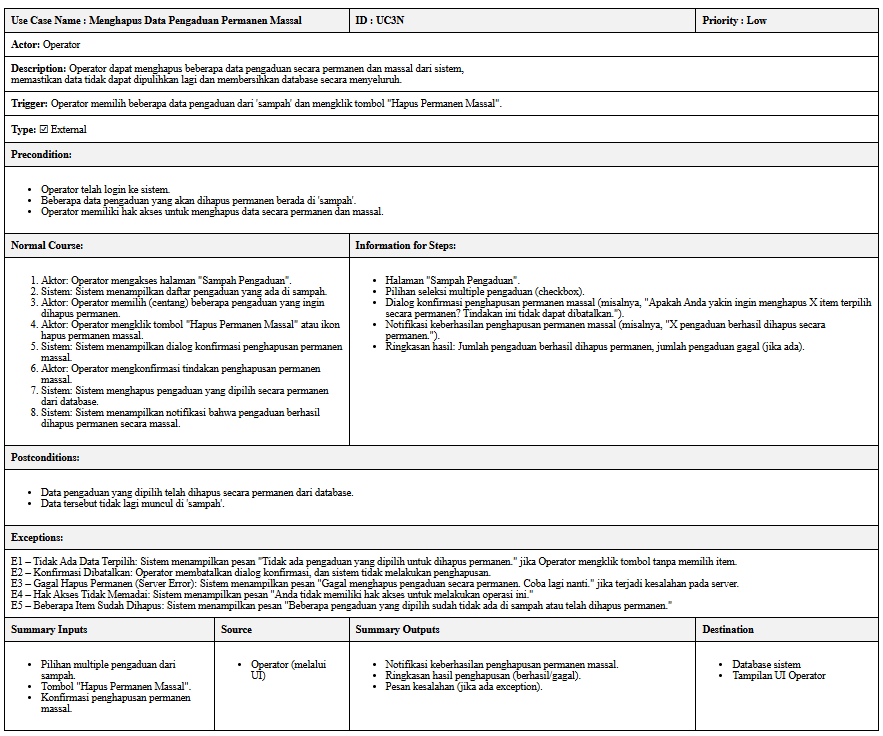 Use Case Name : Menghapus Data Pengaduan Permanen Massal
ID : UC3N
Priority : Low
Actor: Operator
Description: Operator dapat menghapus beberapa data pengaduan secara permanen dan massal dari sistem,
memastikan data tidak dapat dipulihkan lagi dan membersihkan database secara menyeluruh.
Trigger: Operator memilih beberapa data pengaduan dari 'sampah' dan mengklik tombol "Hapus Permanen Massal".
Type: ☑ External
Precondition:
• Operator telah login ke sistem.
• Beberapa data pengaduan yang akan dihapus permanen berada di 'sampah'.
• Operator memiliki hak akses untuk menghapus data secara permanen dan massal.
Normal Course:
1. Aktor: Operator mengakses halaman "Sampah Pengaduan".
2. Sistem: Sistem menampilkan daftar pengaduan yang ada di sampah.
3. Aktor: Operator memilih (centang) beberapa pengaduan yang ingin
dihapus permanen.
4. Aktor: Operator mengklik tombol "Hapus Permanen Massal" atau ikon
hapus permanen massal.
5. Sistem: Sistem menampilkan dialog konfirmasi penghapusan permanen
massal.
6. Aktor: Operator mengkonfirmasi tindakan penghapusan permanen
massal.
7. Sistem: Sistem menghapus pengaduan yang dipilih secara permanen
dari database.
8. Sistem: Sistem menampilkan notifikasi bahwa pengaduan berhasil
dihapus permanen secara massal.
Information for Steps:
• Halaman "Sampah Pengaduan".
• Pilihan seleksi multiple pengaduan (checkbox).
• Dialog konfirmasi penghapusan permanen massal (misalnya, "Apakah Anda yakin ingin menghapus X item terpilih
secara permanen? Tindakan ini tidak dapat dibatalkan.").
• Notifikasi keberhasilan penghapusan permanen massal (misalnya, "X pengaduan berhasil dihapus secara
permanen.").
• Ringkasan hasil: Jumlah pengaduan berhasil dihapus permanen, jumlah pengaduan gagal (jika ada).
Postconditions:
• Data pengaduan yang dipilih telah dihapus secara permanen dari database.
• Data tersebut tidak lagi muncul di 'sampah'.
Exceptions:
E1 – Tidak Ada Data Terpilih: Sistem menampilkan pesan "Tidak ada pengaduan yang dipilih untuk dihapus permanen." jika Operator mengklik tombol tanpa memilih item.
E2 – Konfirmasi Dibatalkan: Operator membatalkan dialog konfirmasi, dan sistem tidak melakukan penghapusan.
E3 – Gagal Hapus Permanen (Server Error): Sistem menampilkan pesan "Gagal menghapus pengaduan secara permanen. Coba lagi nanti." jika terjadi kesalahan pada server.
E4 – Hak Akses Tidak Memadai: Sistem menampilkan pesan "Anda tidak memiliki hak akses untuk melakukan operasi ini."
E5 – Beberapa Item Sudah Dihapus: Sistem menampilkan pesan "Beberapa pengaduan yang dipilih sudah tidak ada di sampah atau telah dihapus permanen."
Summary Inputs
Source
Summary Outputs
Destination
• Pilihan multiple pengaduan dari
sampah.
• Tombol "Hapus Permanen Massal".
• Konfirmasi penghapusan permanen
massal.
• Operator (melalui
UI)
• Notifikasi keberhasilan penghapusan permanen massal.
• Ringkasan hasil penghapusan (berhasil/gagal).
• Pesan kesalahan (jika ada exception).
• Database sistem
• Tampilan UI Operator